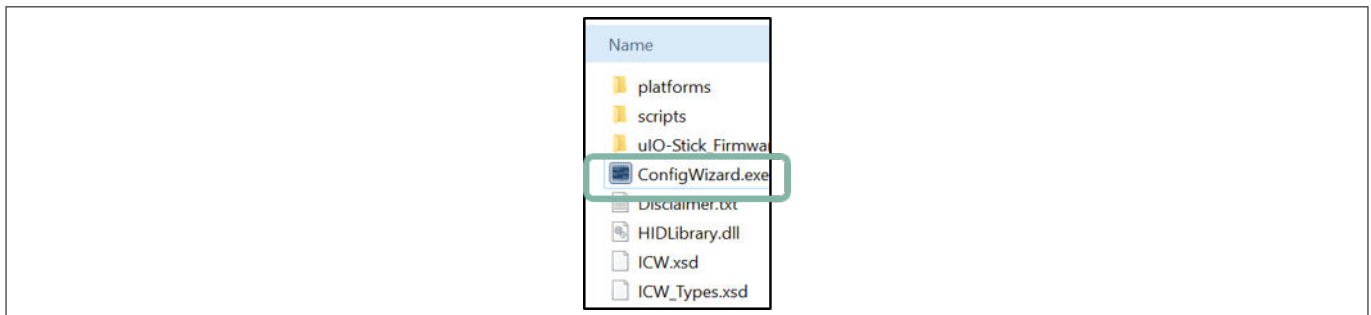 Name
platforms
scripts
uIO-Stick_Firmwa
ConfigWizard.exe
Disclaimer.txt
HIDLibrary.dll
ICW.xsd
ICW_Types.xsd